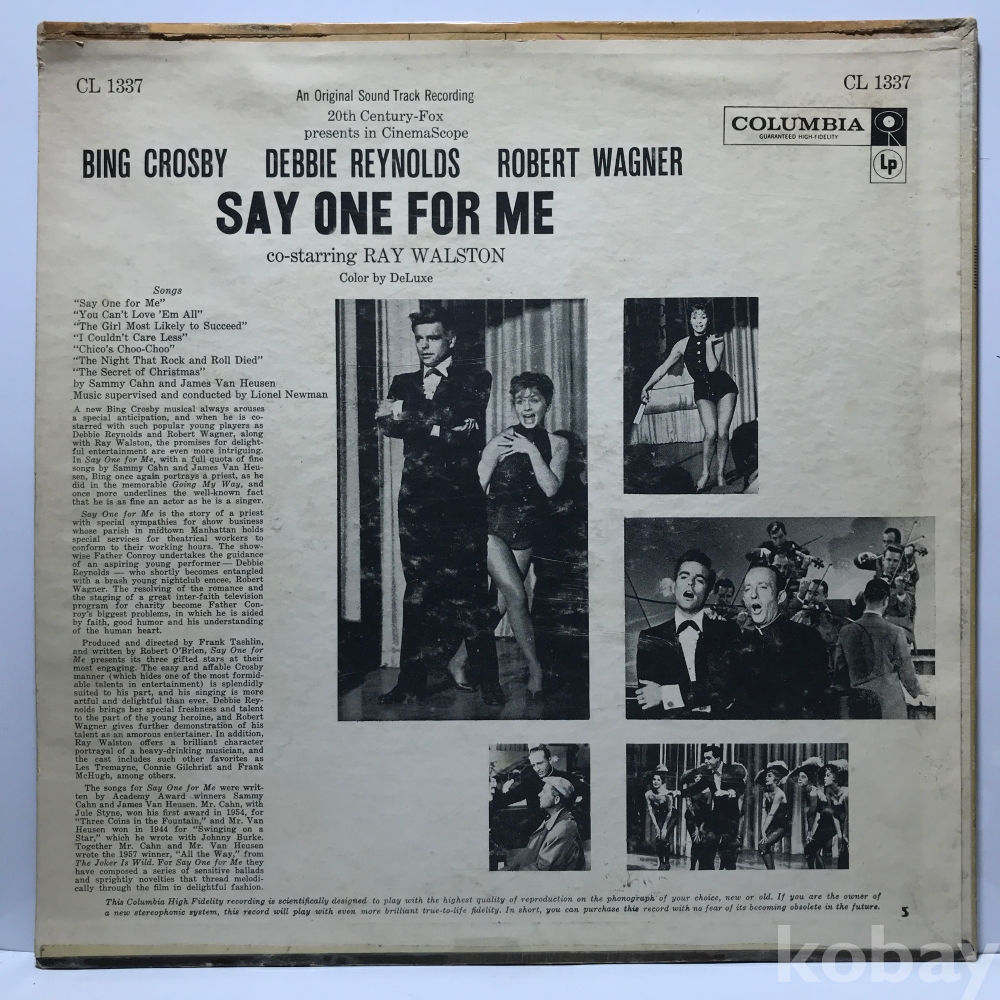 CL 1337
CL 1337
An Original Sound Track Recording
20th Century-Fox
presents in CinemaScope
COLUMBIA
GUARANTEED HIGH-FIDELITY
Lp
BING CROSBY DEBBIE REYNOLDS ROBERT WAGNER
SAY ONE FOR ME
co-starring RAY WALSTON
Color by DeLuxe
Songs
"Say One for Me"
"You Can't Love 'Em All"
"The Girl Most Likely to Succeed"
"I Couldn't Care Less"
"Chico's Choo-Choo"
"The Night That Rock and Roll Died"
"The Secret of Christmas"
by Sammy Cahn and James Van Heusen
Music supervised and conducted by Lionel Newman
A new Bing Crosby musical always arouses
a special anticipation, and when he is co-
starred with such popular young players as
Debbie Reynolds and Robert Wagner, along
with Ray Walston, the promises for delight-
ful entertainment are even more intriguing.
In Say One for Me, with a full quota of fine
songs by Sammy Cahn and James Van Heu-
sen, Bing once again portrays a priest, as he
did in the memorable Going My Way, and
once more underlines the well-known fact
that he is as fine an actor as he is a singer.
Say One for Me is the story of a priest
with special sympathies for show business
whose parish in midtown Manhattan holds
special services for theatrical workers to
conform to their working hours. The show-
wise Father Conroy undertakes the guidance
of an aspiring young performer — Debbie
Reynolds — who shortly becomes entangled
with a brash young nightclub emcee, Robert
Wagner. The resolving of the romance and
the staging of a great inter-faith television
program for charity become Father Con-
roy's biggest problems, in which he is aided
by faith, good humor and his understanding
of the human heart.
Produced and directed by Frank Tashlin,
and written by Robert O'Brien, Say One for
Me presents its three gifted stars at their
most engaging. The easy and affable Crosby
manner (which hides one of the most formid-
able talents in entertainment) is splendidly
suited to his part, and his singing is more
artful and delightful than ever. Debbie Rey-
nolds brings her special freshness and talent
to the part of the young heroine, and Robert
Wagner gives further demonstration of his
talent as an amorous entertainer. In addition,
Ray Walston offers a brilliant character
portrayal of a heavy-drinking musician, and
the cast includes such other favorites as
Les Tremayne, Connie Gilchrist and Frank
McHugh, among others.
The songs for Say One for Me were writ-
ten by Academy Award winners Sammy
Cahn and James Van Heusen. Mr. Cahn, with
Jule Styne, won his first award in 1954, for
"Three Coins in the Fountain," and Mr. Van
Heusen won in 1944 for "Swinging on a
Star," which he wrote with Johnny Burke.
Together Mr. Cahn and Mr. Van Heusen
wrote the 1957 winner, "All the Way," from
The Joker Is Wild. For Say One for Me they
have composed a series of sensitive ballads
and sprightly novelties that thread melodi-
cally through the film in delightful fashion.
This Columbia High Fidelity recording is scientifically designed to play with the highest quality of reproduction on the phonograph of your choice, new or old. If you are the owner of
a new stereophonic system, this record will play with even more brilliant true-to-life fidelity. In short, you can purchase this record with no fear of its becoming obsolete in the future.
5
kobay